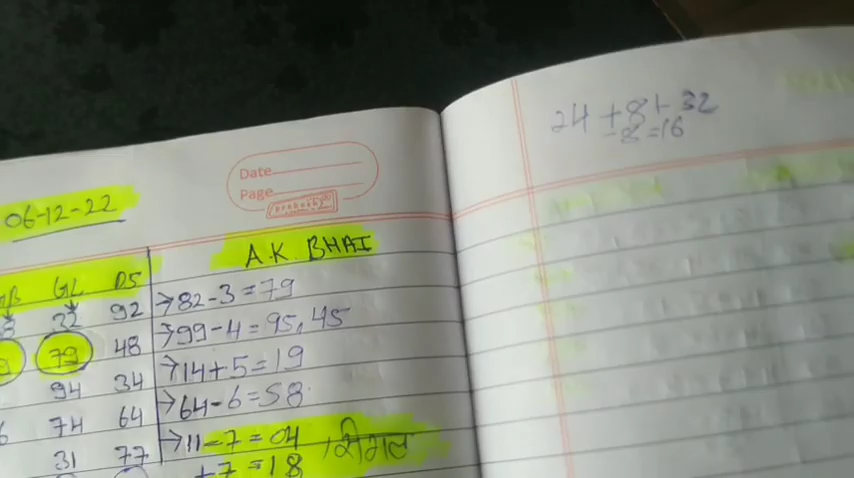 24 + 8 + 32
- 8 = 16
Date
Page
06-12-22
A.K. BHAI
GL DS
→82-3=79
32 92
→99-4=95,45
79 48
→14+5=19
94 34
→64-6=58
74 64
→11-7=04, सिंगल
31 77
+7=18